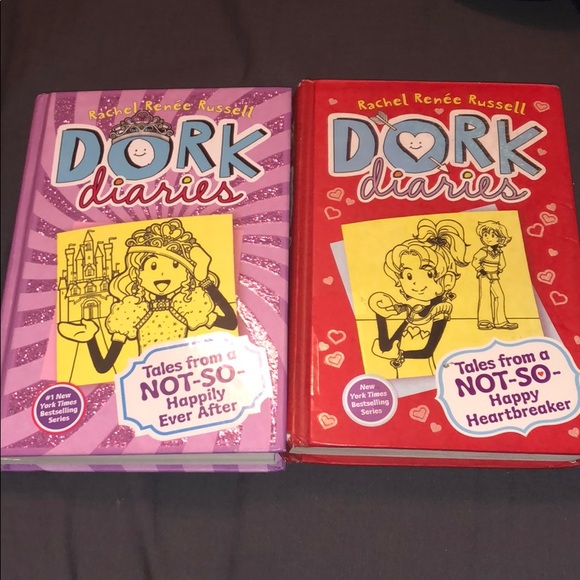 Rachel Renée Russell
DORK
diaries
Tales from a
NOT-SO-
Happily
Ever After
#1 New
York Times
Bestselling
Series
Rachel Renée Russell
DORK
diaries
Tales from a
NOT-SO-
Happy
Heartbreaker
New
York Times
Bestselling
Series